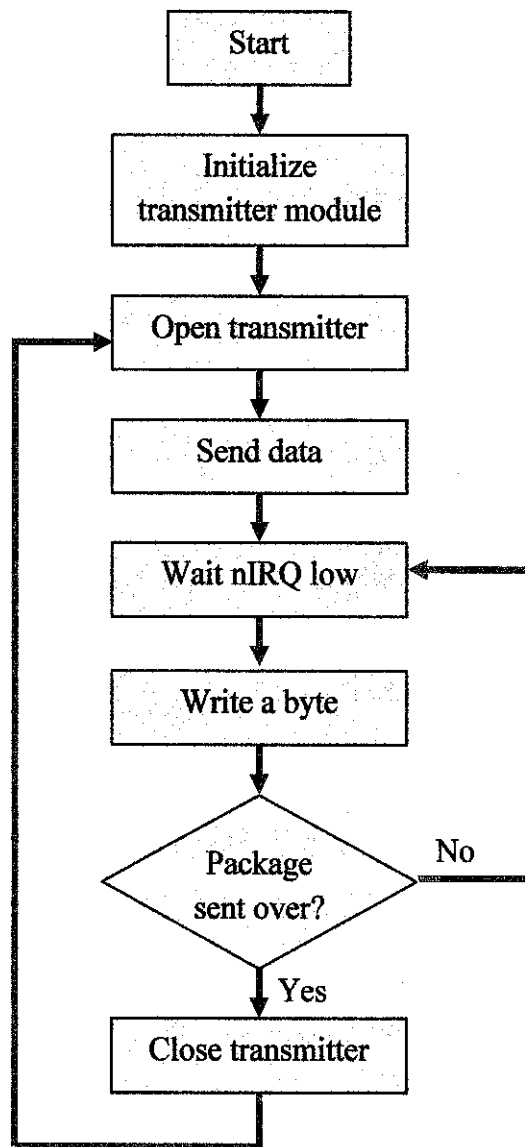 Start
Initialize
transmitter module
Open transmitter
Send data
Wait nIRQ low
Write a byte
Package
sent over?
No
Yes
Close transmitter